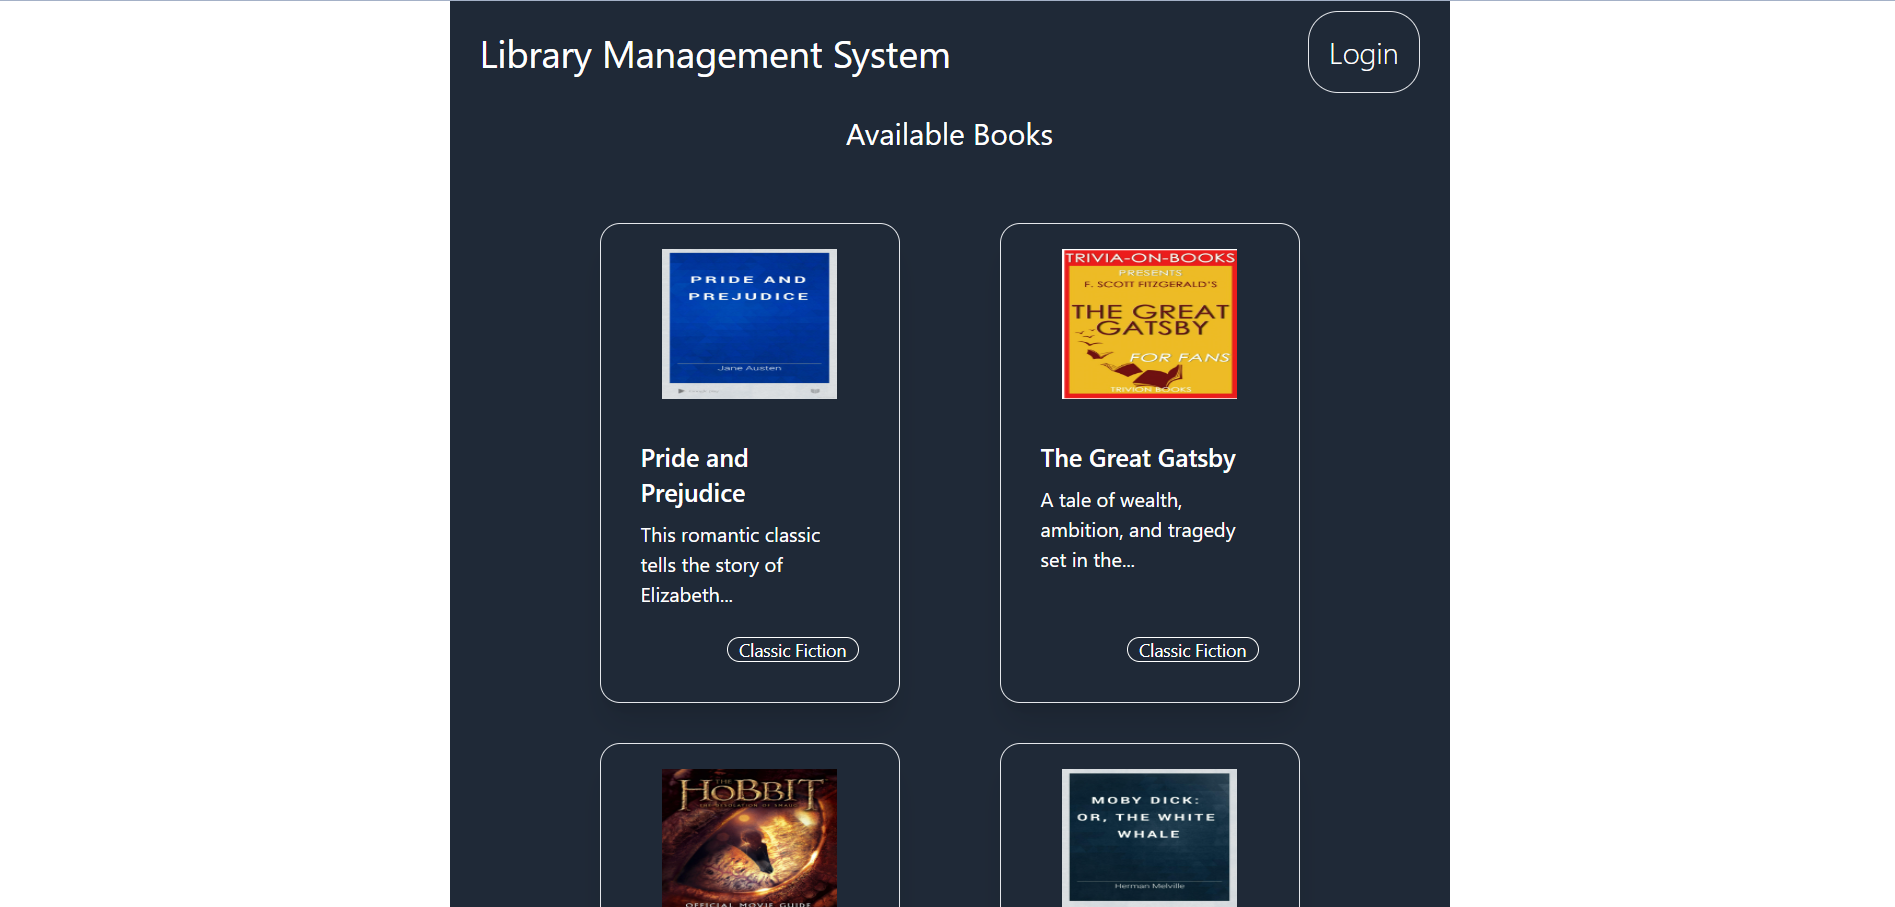 Library Management System
Login
Available Books
PRIDE AND
PREJUDICE
Jane Austen
Pride and
Prejudice
This romantic classic
tells the story of
Elizabeth...
Classic Fiction
TRIVIA-ON-BOOKS
PRESENTS
F. SCOTT FITZGERALD'S
THE GREAT
GATSBY
FOR FANS
TRIVION-BOOKS
The Great Gatsby
A tale of wealth,
ambition, and tragedy
set in the...
Classic Fiction
THE
HOBBIT
THE DESOLATION OF SMAUG
OFFICIAL MOVIE GUIDE
MOBY DICK:
OR, THE WHITE
WHALE
Herman Melville